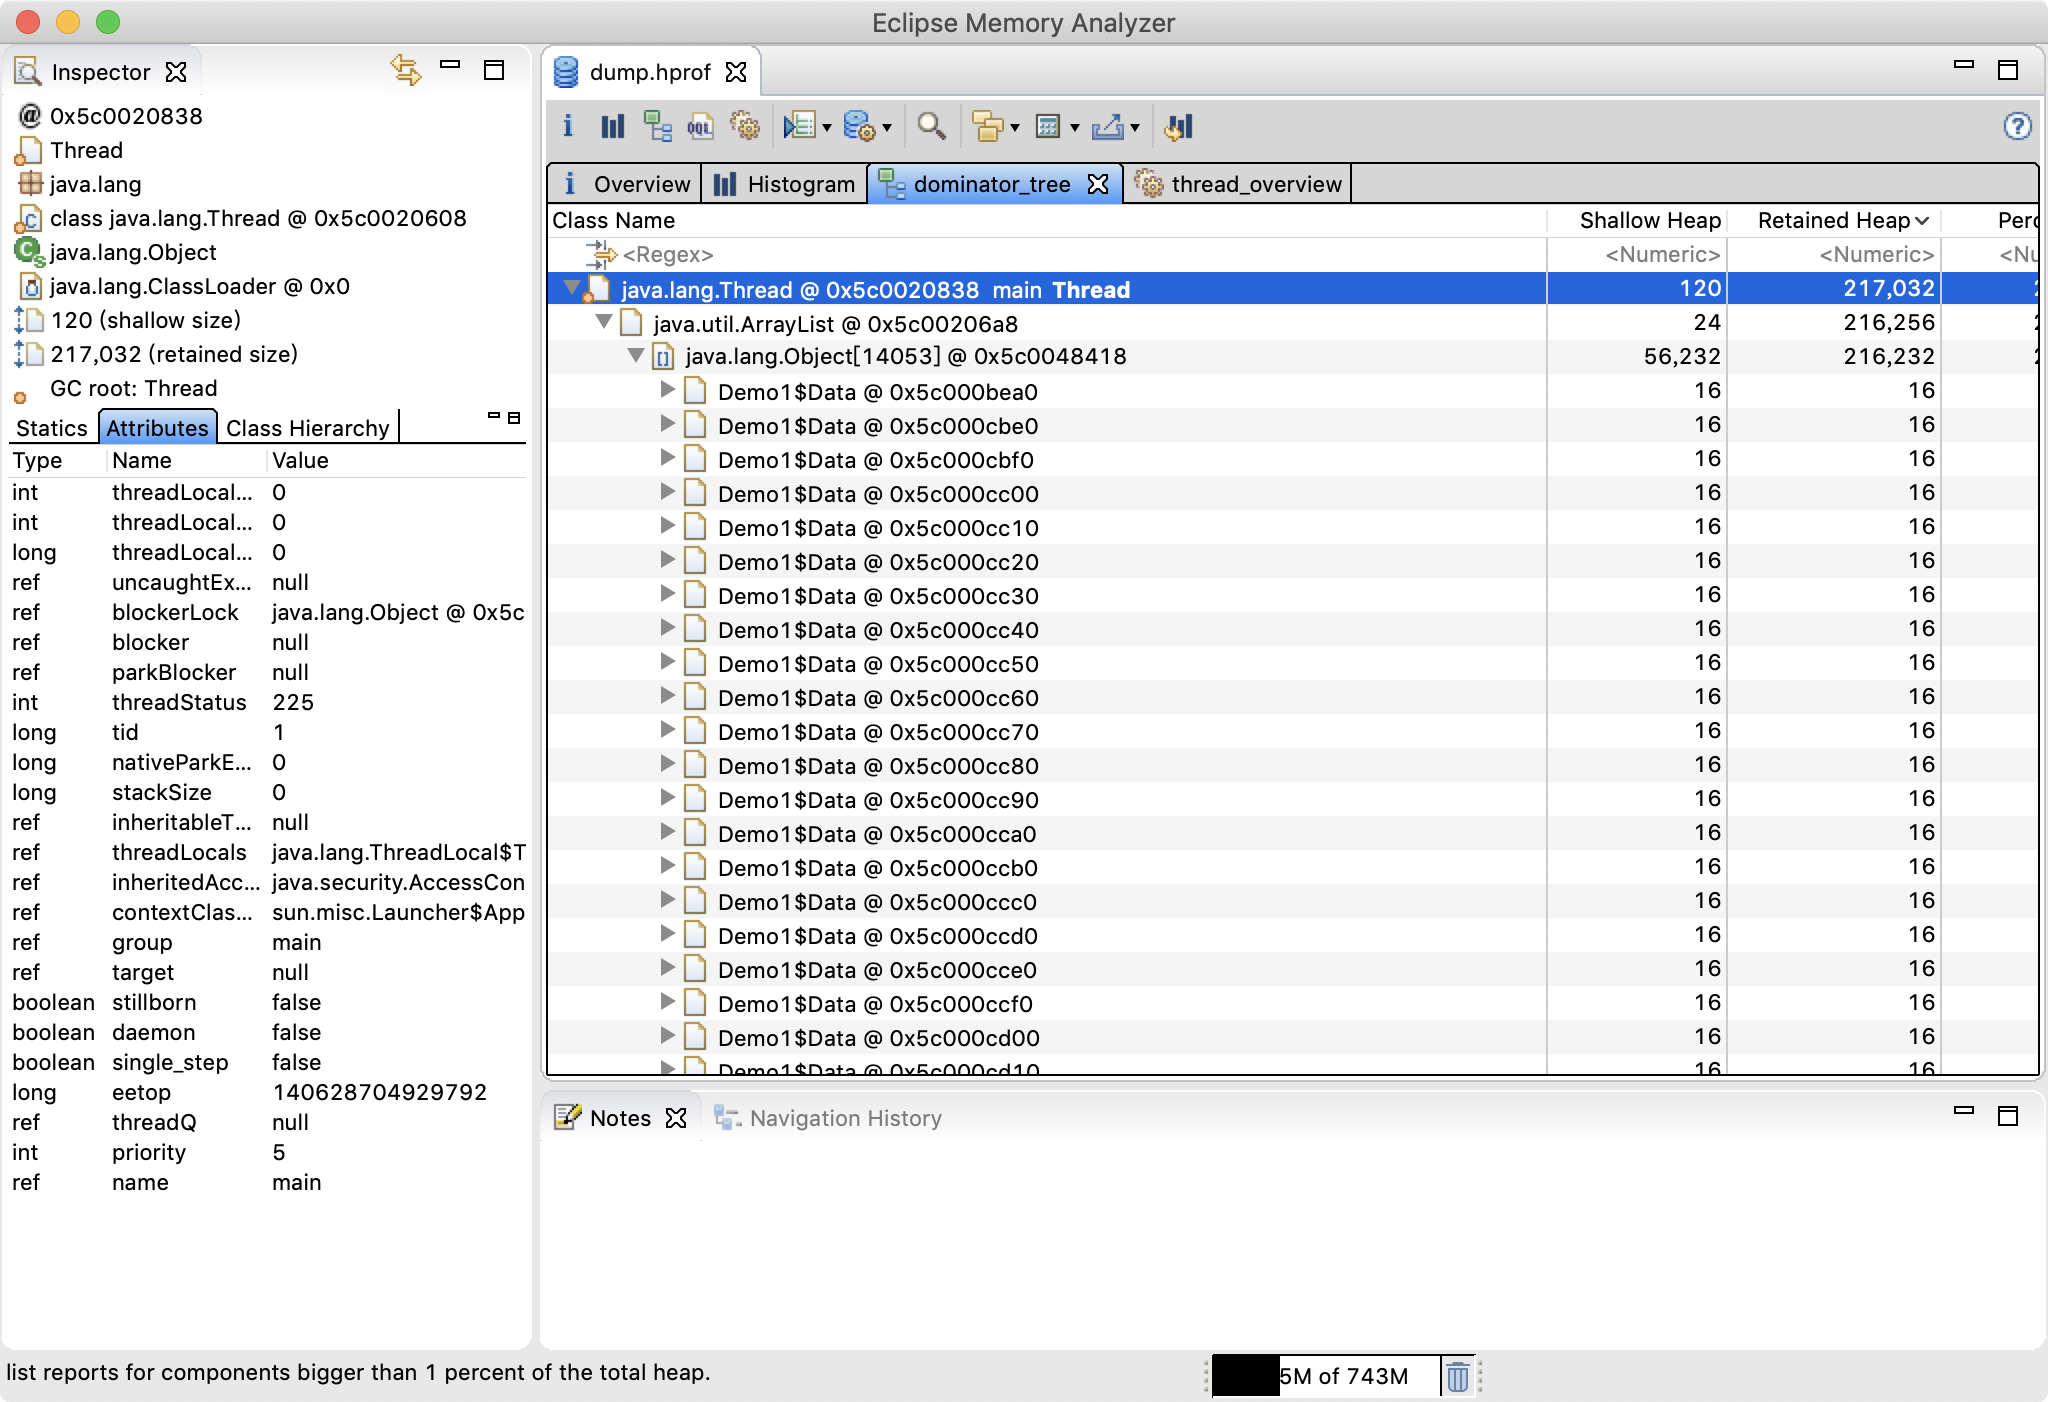 Eclipse Memory Analyzer
Inspector
@ 0x5c0020838
Thread
java.lang
class java.lang.Thread @ 0x5c0020608
java.lang.Object
java.lang.ClassLoader @ 0x0
120 (shallow size)
217,032 (retained size)
GC root: Thread
Statics Attributes Class Hierarchy
Type Name Value
int threadLocal... 0
int threadLocal... 0
long threadLocal... 0
ref uncaughtEx... null
ref blockerLock java.lang.Object @ 0x5c
ref blocker null
ref parkBlocker null
int threadStatus 225
long tid 1
long nativeParkE... 0
long stackSize 0
ref inheritableT... null
ref threadLocals java.lang.ThreadLocal$T
ref inheritedAcc... java.security.AccessCon
ref contextClas... sun.misc.Launcher$App
ref group main
ref target null
boolean stillborn false
boolean daemon false
boolean single_step false
long eetop 140628704929792
ref threadQ null
int priority 5
ref name main
dump.hprof
Overview Histogram dominator_tree thread_overview
Class Name Shallow Heap Retained Heap Perc
<Regex> <Numeric> <Numeric> <Nu
java.lang.Thread @ 0x5c0020838 main Thread 120 217,032
java.util.ArrayList @ 0x5c00206a8 24 216,256
java.lang.Object[14053] @ 0x5c0048418 56,232 216,232
Demo1$Data @ 0x5c000bea0 16 16
Demo1$Data @ 0x5c000cbe0 16 16
Demo1$Data @ 0x5c000cbf0 16 16
Demo1$Data @ 0x5c000cc00 16 16
Demo1$Data @ 0x5c000cc10 16 16
Demo1$Data @ 0x5c000cc20 16 16
Demo1$Data @ 0x5c000cc30 16 16
Demo1$Data @ 0x5c000cc40 16 16
Demo1$Data @ 0x5c000cc50 16 16
Demo1$Data @ 0x5c000cc60 16 16
Demo1$Data @ 0x5c000cc70 16 16
Demo1$Data @ 0x5c000cc80 16 16
Demo1$Data @ 0x5c000cc90 16 16
Demo1$Data @ 0x5c000cca0 16 16
Demo1$Data @ 0x5c000ccb0 16 16
Demo1$Data @ 0x5c000ccc0 16 16
Demo1$Data @ 0x5c000ccd0 16 16
Demo1$Data @ 0x5c000cce0 16 16
Demo1$Data @ 0x5c000ccf0 16 16
Demo1$Data @ 0x5c000cd00 16 16
Demo1$Data @ 0x5c000cd10 16 16
Notes Navigation History
list reports for components bigger than 1 percent of the total heap.
5M of 743M